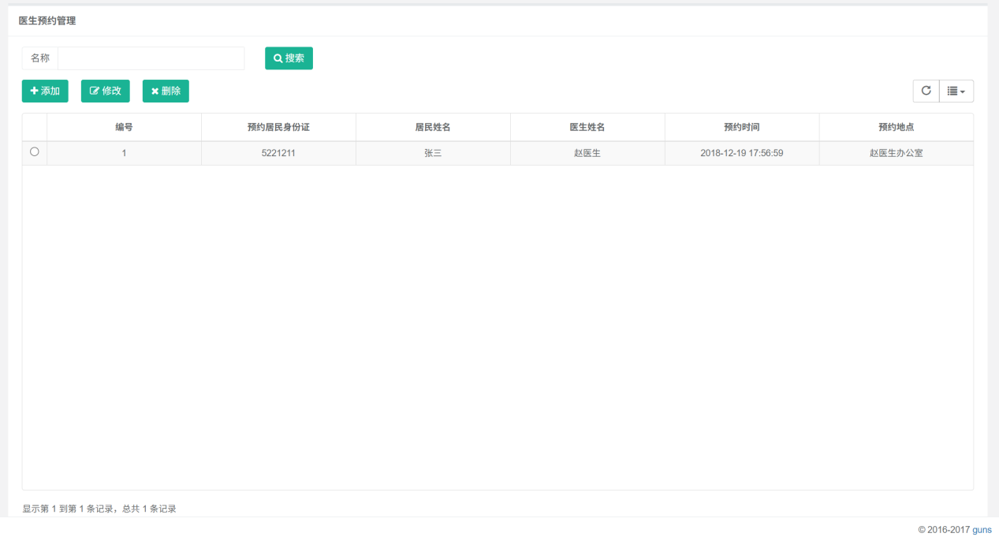 医生预约管理
名称
搜索
添加 修改 删除
编号 预约居民身份证 居民姓名 医生姓名 预约时间 预约地点
1 5221211 张三 赵医生 2018-12-19 17:56:59 赵医生办公室
显示第 1 到第 1 条记录，总共 1 条记录
© 2016-2017 guns